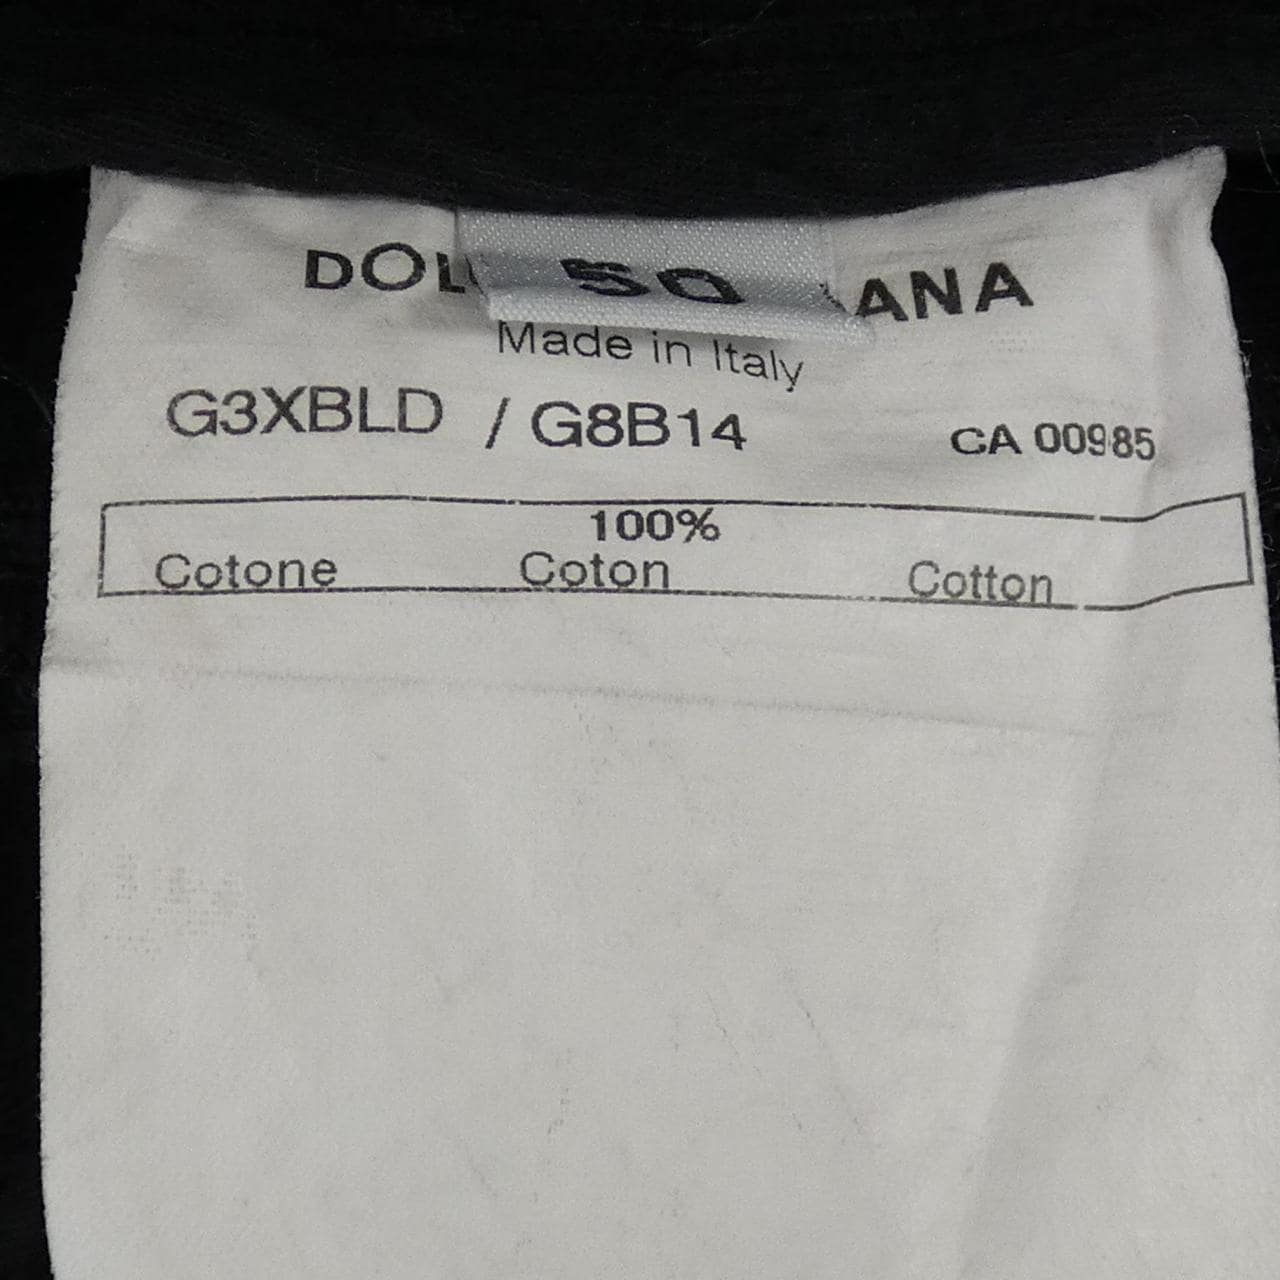 DOL 50 ANA
Made in Italy
G3XBLD / G8B14 CA 00985
100%
Cotone Coton Cotton